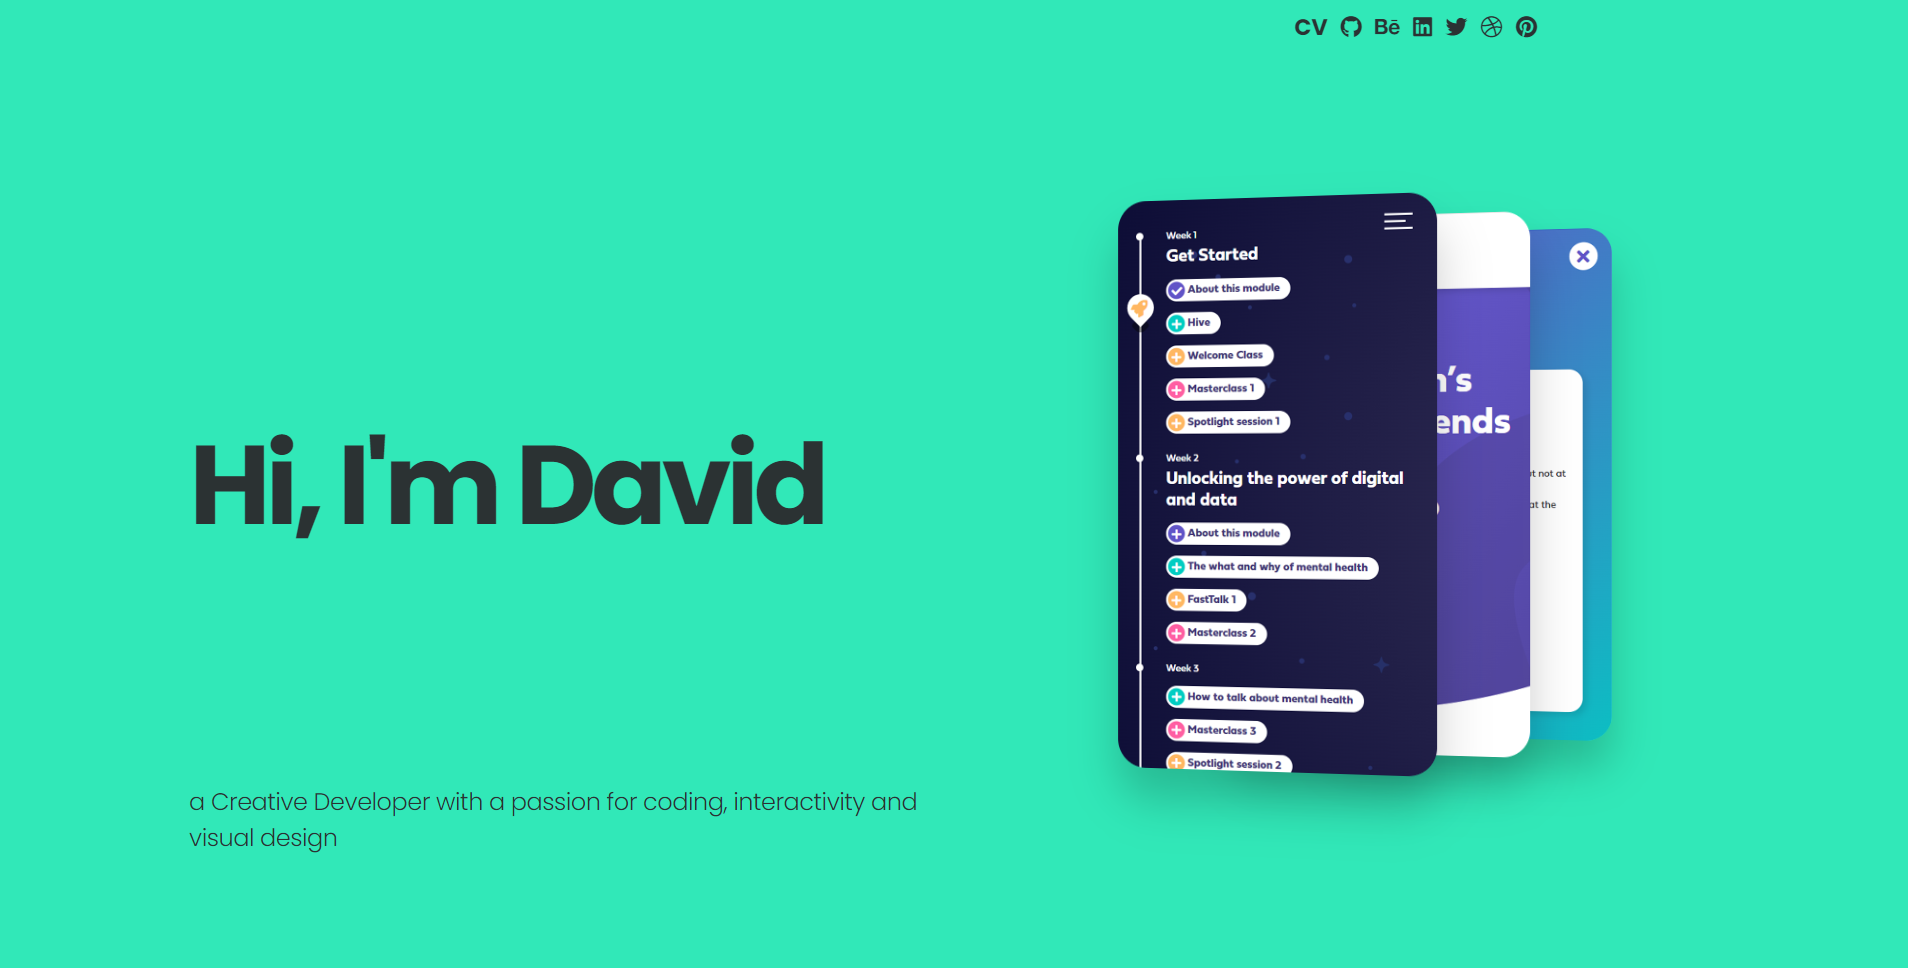 CV Bē
Hi, I'm David
a Creative Developer with a passion for coding, interactivity and
visual design
Week 1
Get Started
About this module
Hive
Welcome Class
Masterclass 1
Spotlight session 1
Week 2
Unlocking the power of digital
and data
About this module
The what and why of mental health
FastTalk 1
Masterclass 2
Week 3
How to talk about mental health
Masterclass 3
Spotlight session 2
ends
not at
at the